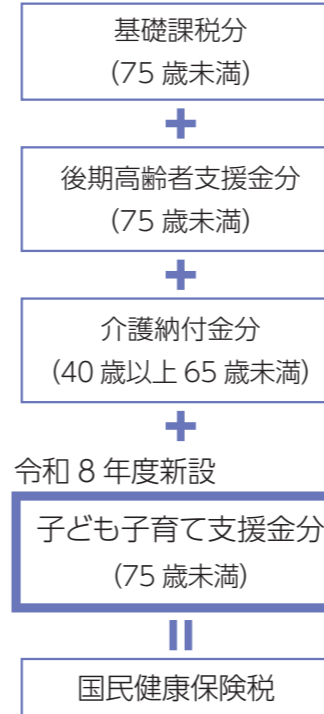 基礎課税分
(75 歳未満)
+
後期高齢者支援金分
(75 歳未満)
+
介護納付金分
(40 歳以上 65 歳未満)
+
令和 8 年度新設
子ども子育て支援金分
(75 歳未満)
=
国民健康保険税